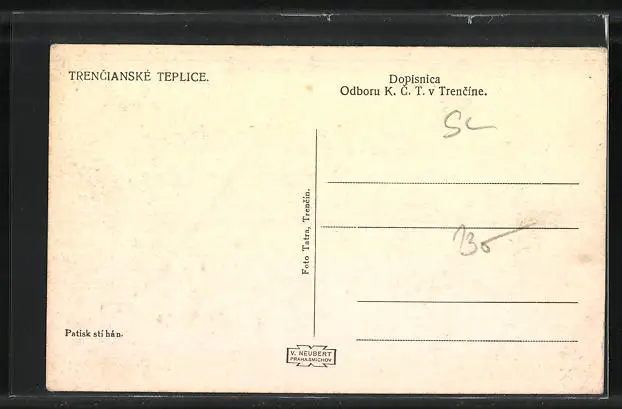 TRENČIANSKÉ TEPLICE.
Dopisnica
Odboru K. Č. T. v Trenčíne.
Foto Tatra, Trenčín.
Patisk stíhán.
V. NEUBERT
PRAHA SMÍCHOV